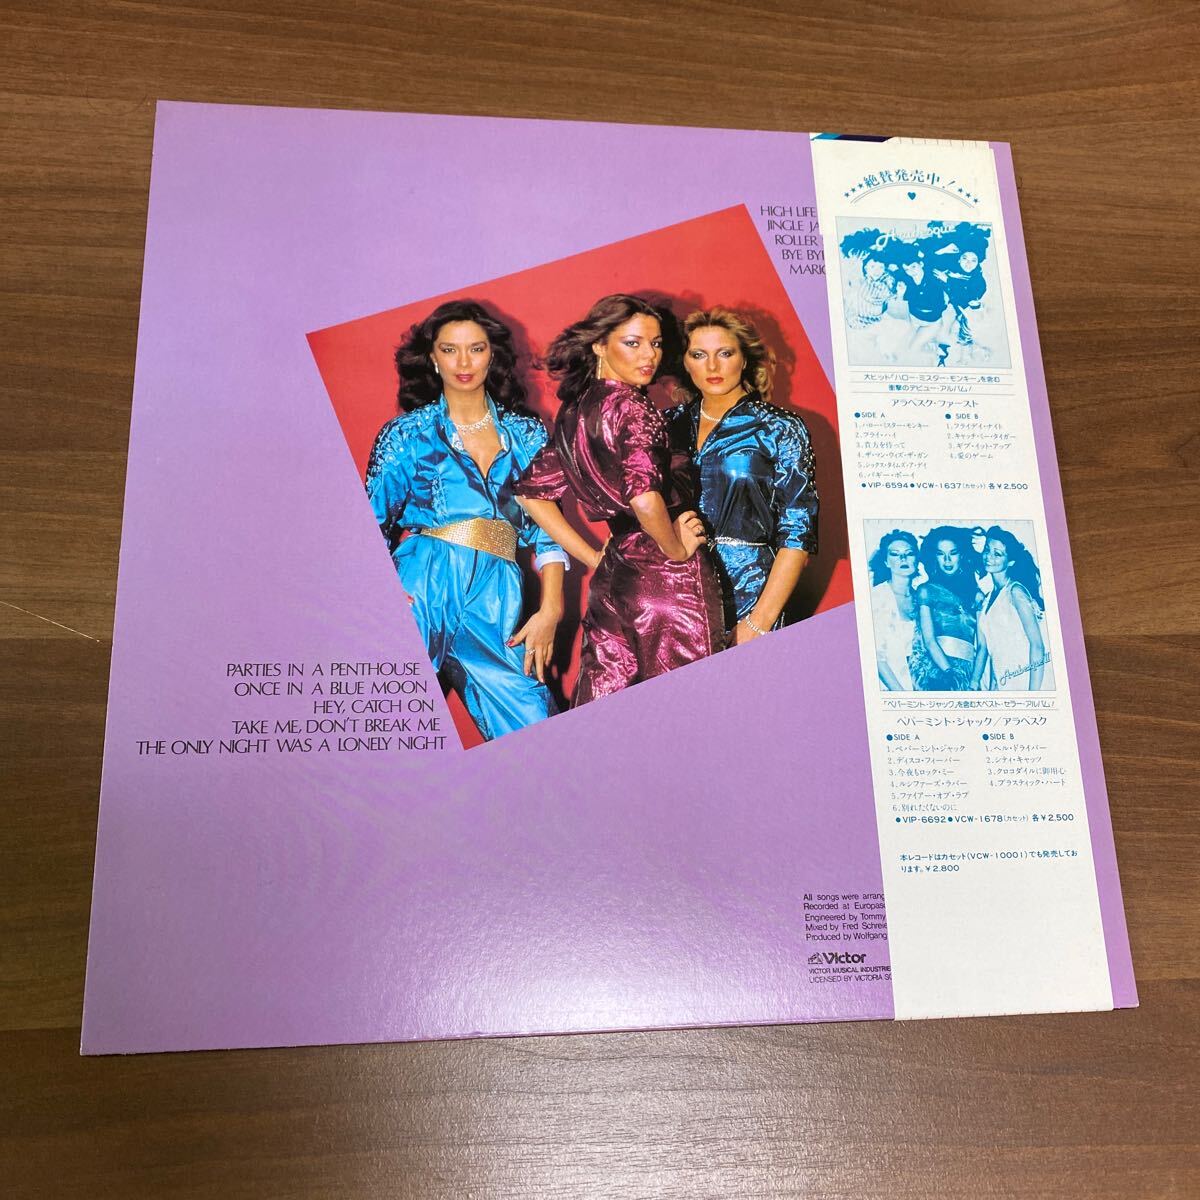 HIGH LIFE
JINGLE JA
ROLLER S
BYE BY
MARIG
PARTIES IN A PENTHOUSE
ONCE IN A BLUE MOON
HEY, CATCH ON
TAKE ME, DON'T BREAK ME
THE ONLY NIGHT WAS A LONELY NIGHT
All songs were arrang
Recorded at Europaso
Engineered by Tommy
Mixed by Fred Schreie
Produced by Wolfgang
Victor
VICTOR MUSICAL INDUSTRIE
LICENSED BY VICTORIA SO
★★★絶賛発売中!★★★
♥
Arabesque
大ヒット「ハロー・ミスター・モンキー」を含む
衝撃のデビュー・アルバム!
アラベスク・ファースト
●SIDE A
1.ハロー・ミスター・モンキー
2.フライ・ハイ
3.貴方を待って
4.ザ・マン・ウィズ・ザ・ガン
5.シックス・タイムズ・ア・デイ
6.バギー・ボーイ
●SIDE B
1.フライデイ・ナイト
2.キャッチ・ミー・タイガー
3.ギブ・イット・アップ
4.愛のゲーム
●VIP-6594●VCW-1637(カセット)各¥2,500
「ペパーミント・ジャック」を含む大ベスト・セラー・アルバム!
ペパーミント・ジャック/アラベスク
●SIDE A
1.ペパーミント・ジャック
2.ディスコ・フィーバー
3.今夜もロック・ミー
4.ルシファーズ・ラバー
5.ファイアー・オブ・ラブ
6.別れたくないのに
●SIDE B
1.ヘル・ドライバー
2.シティ・キャッツ
3.クロコダイルに御用心
4.プラスティック・ハート
●VIP-6692●VCW-1678(カセット)各¥2,500
本レコードはカセット(VCW-10001)でも発売してお
ります。¥2,800